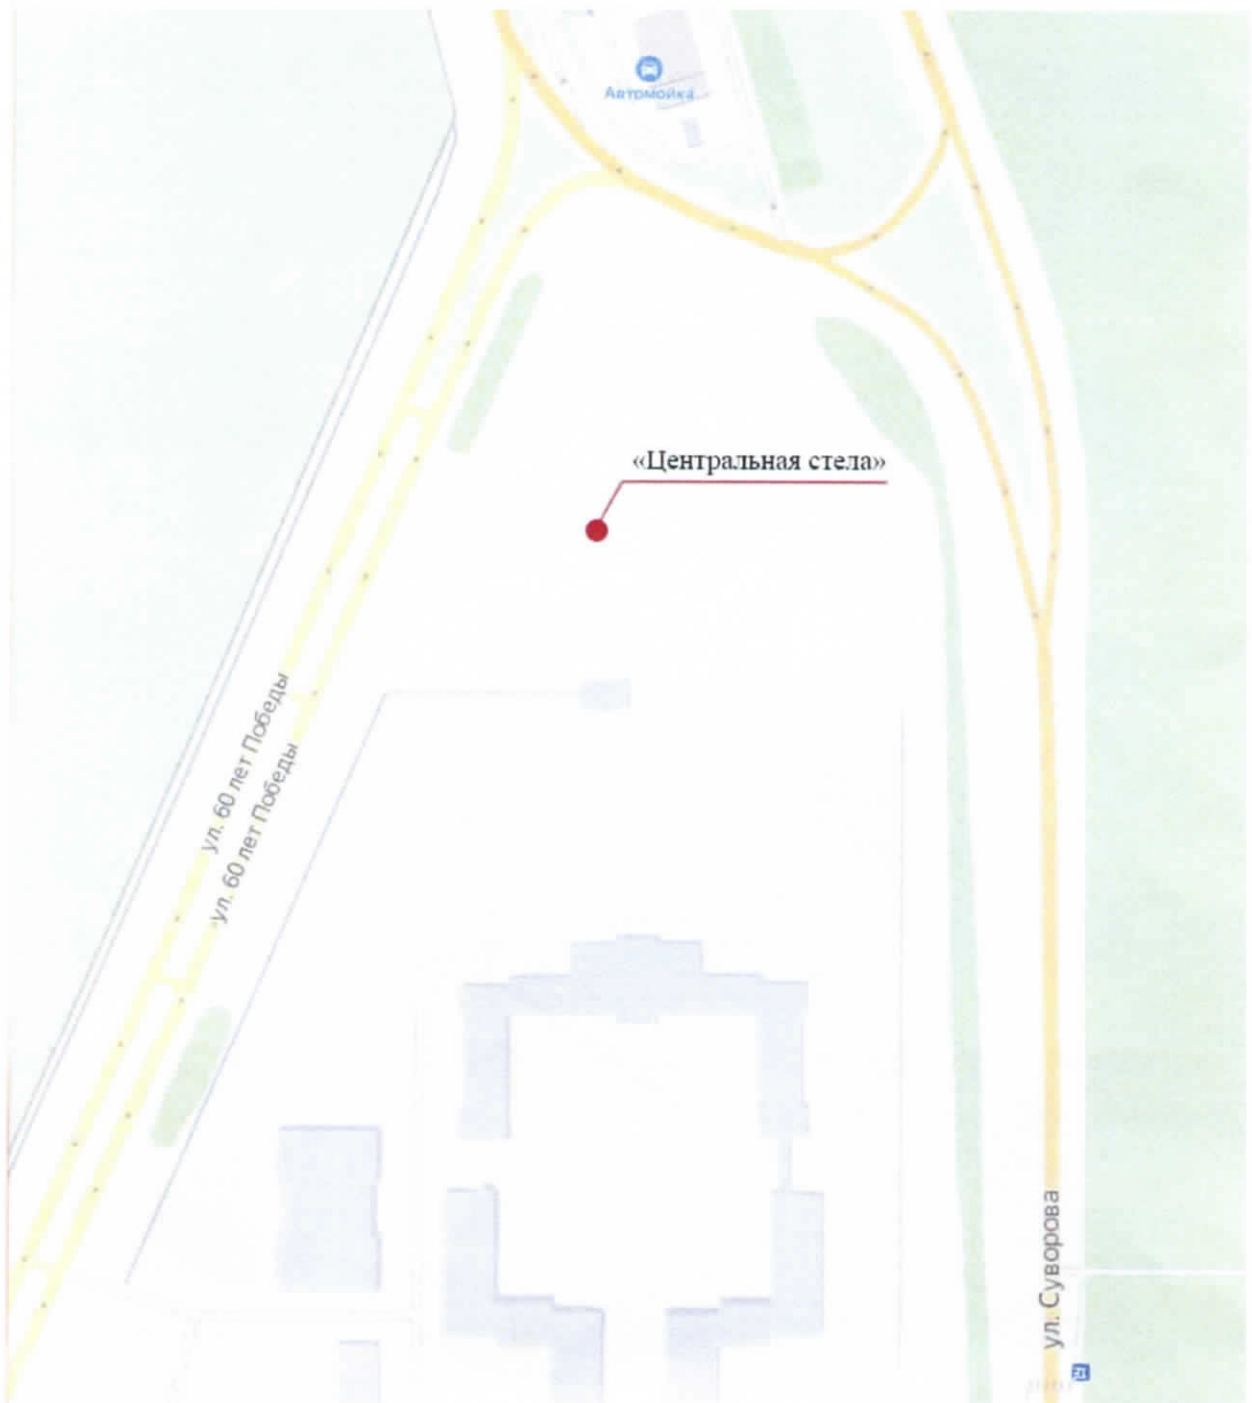 Автомойка
«Центральная стела»
ул. 60 лет Победы
ул. 60 лет Победы
ул. Суворова